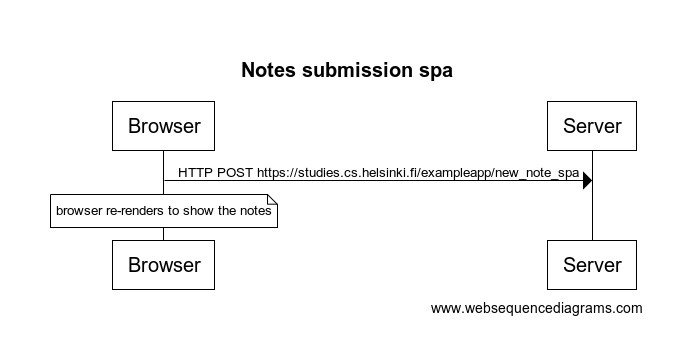 Notes submission spa
Browser
Server
HTTP POST https://studies.cs.helsinki.fi/exampleapp/new_note_spa
browser re-renders to show the notes
Browser
Server
www.websequencediagrams.com